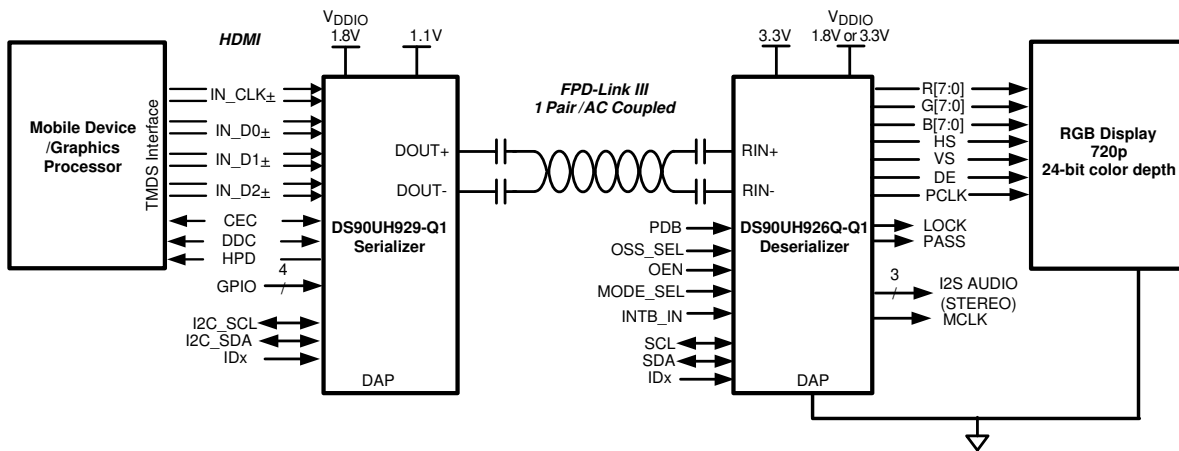 HDMI
VDDIO
1.8V
1.1V
3.3V
VDDIO
1.8V or 3.3V
FPD-Link III
1 Pair /AC Coupled
Mobile Device
/Graphics
Processor
TMDS Interface
IN_CLK±
IN_D0±
IN_D1±
IN_D2±
CEC
DDC
HPD
4
GPIO
I2C_SCL
I2C_SDA
IDx
DOUT+
DOUT-
DS90UH929-Q1
Serializer
DAP
RIN+
RIN-
PDB
OSS_SEL
OEN
MODE_SEL
INTB_IN
SCL
SDA
IDx
DS90UH926Q-Q1
Deserializer
DAP
R[7:0]
G[7:0]
B[7:0]
HS
VS
DE
PCLK
LOCK
PASS
3
I2S AUDIO
(STEREO)
MCLK
RGB Display
720p
24-bit color depth